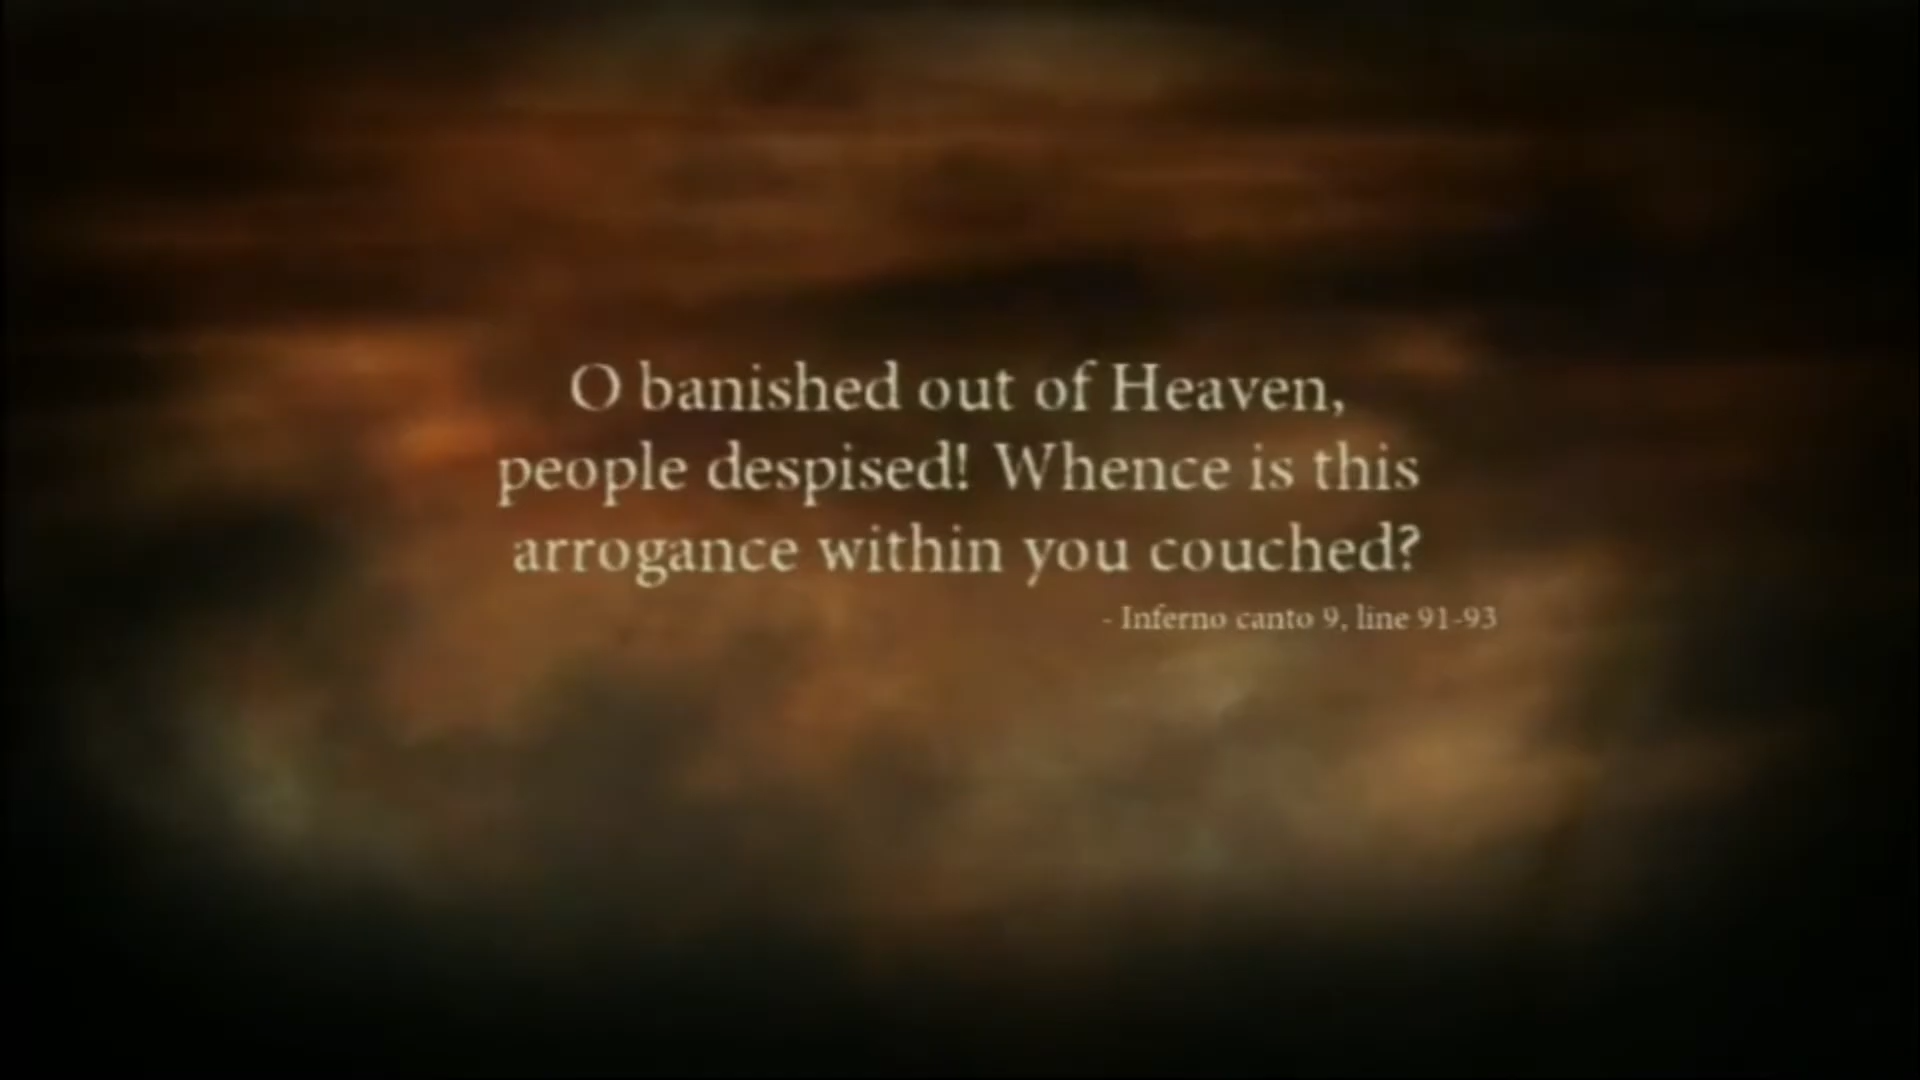 O banished out of Heaven,
people despised! Whence is this
arrogance within you couched?
- Inferno canto 9, line 91-93